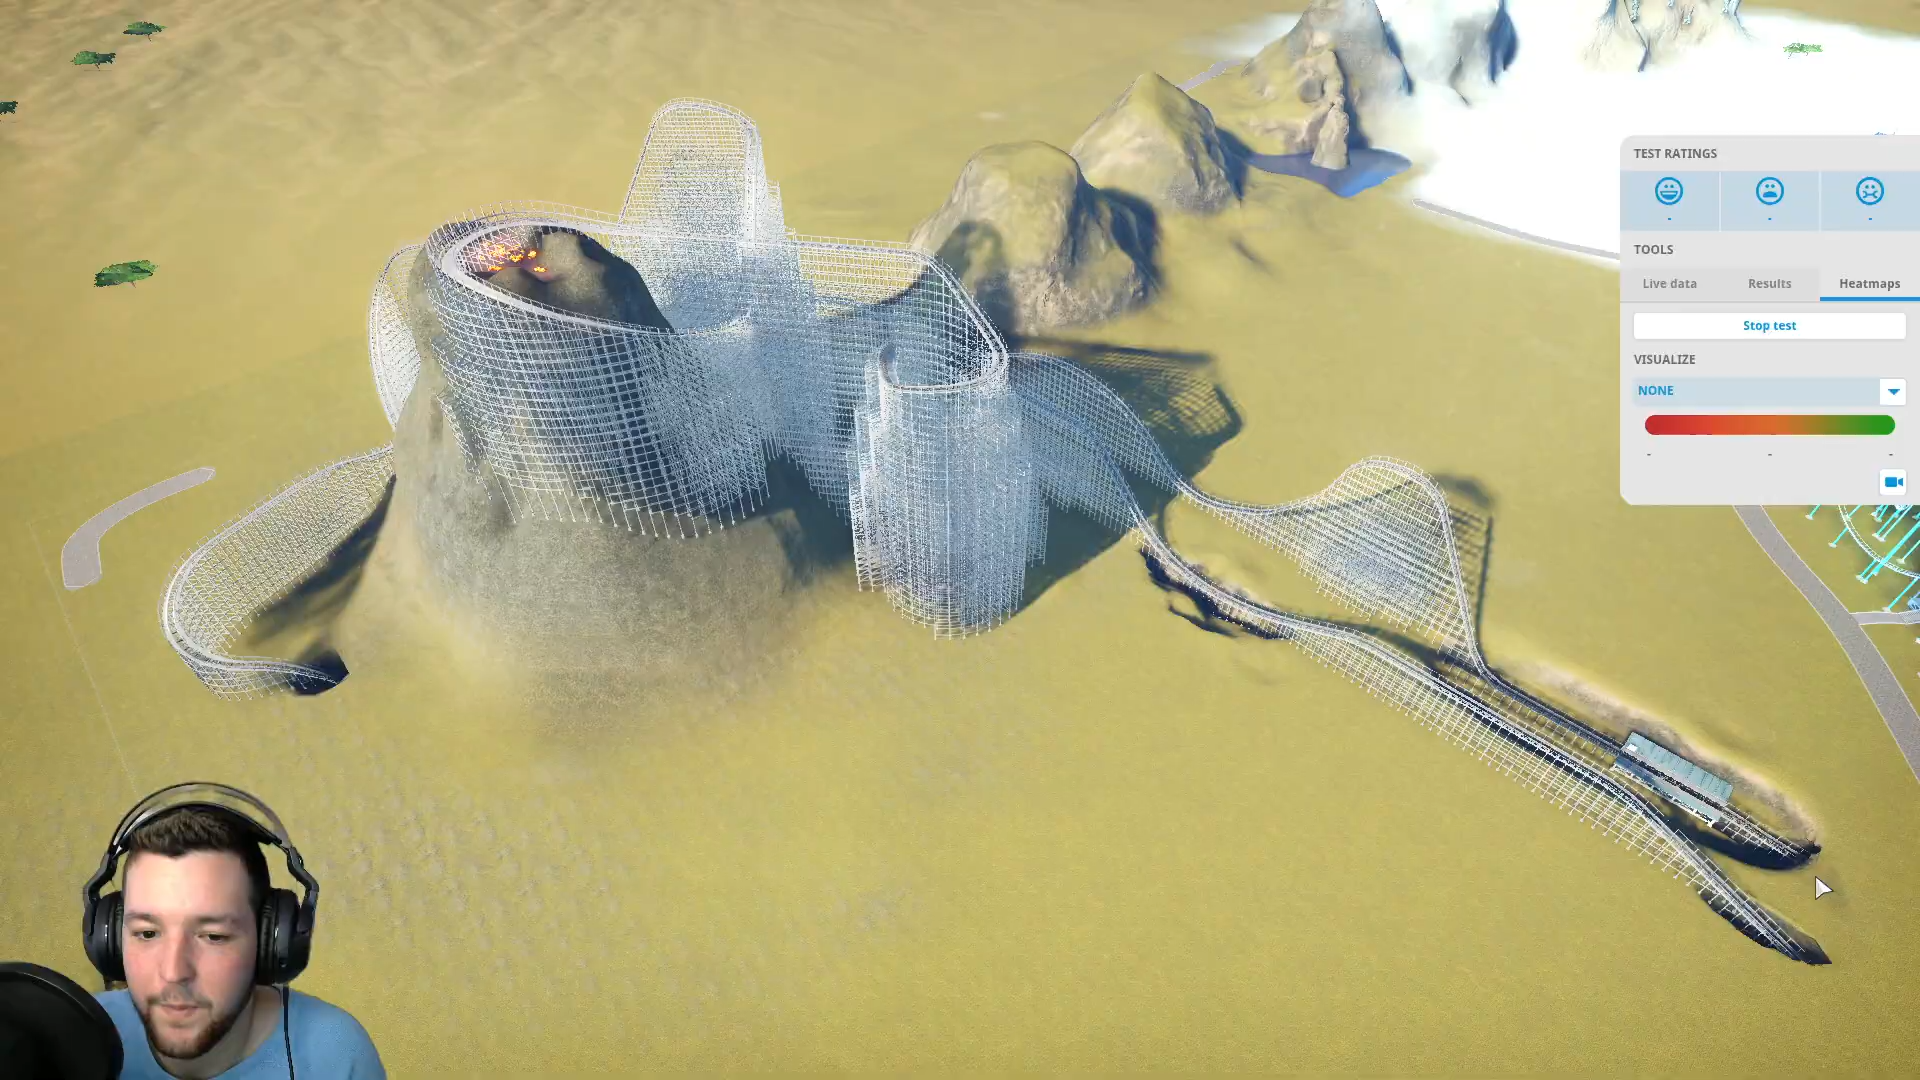 TEST RATINGS
- - -
TOOLS
Live data Results Heatmaps
Stop test
VISUALIZE
NONE
- - -